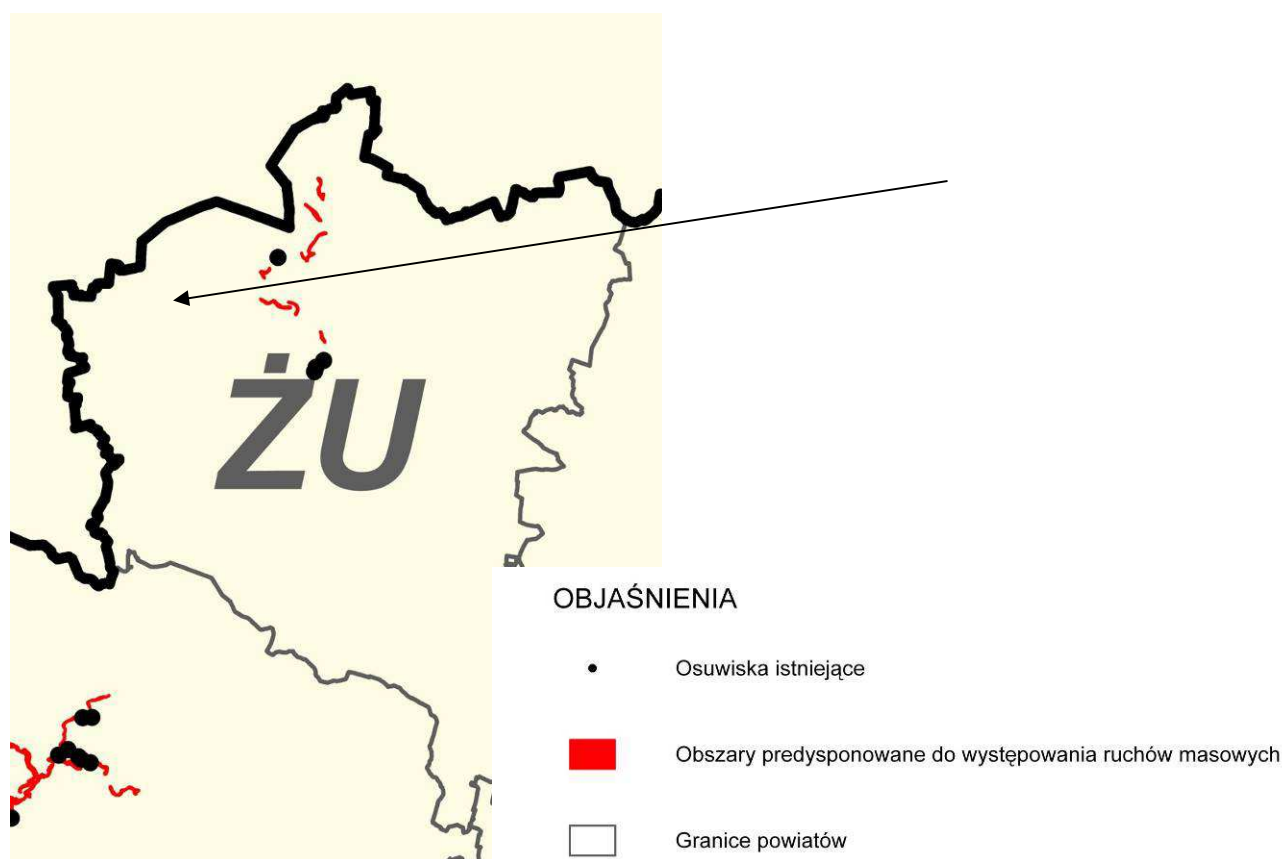 ŻU
OBJAŚNIENIA
Osuwiska istniejące
Obszary predysponowane do występowania ruchów masowych
Granice powiatów